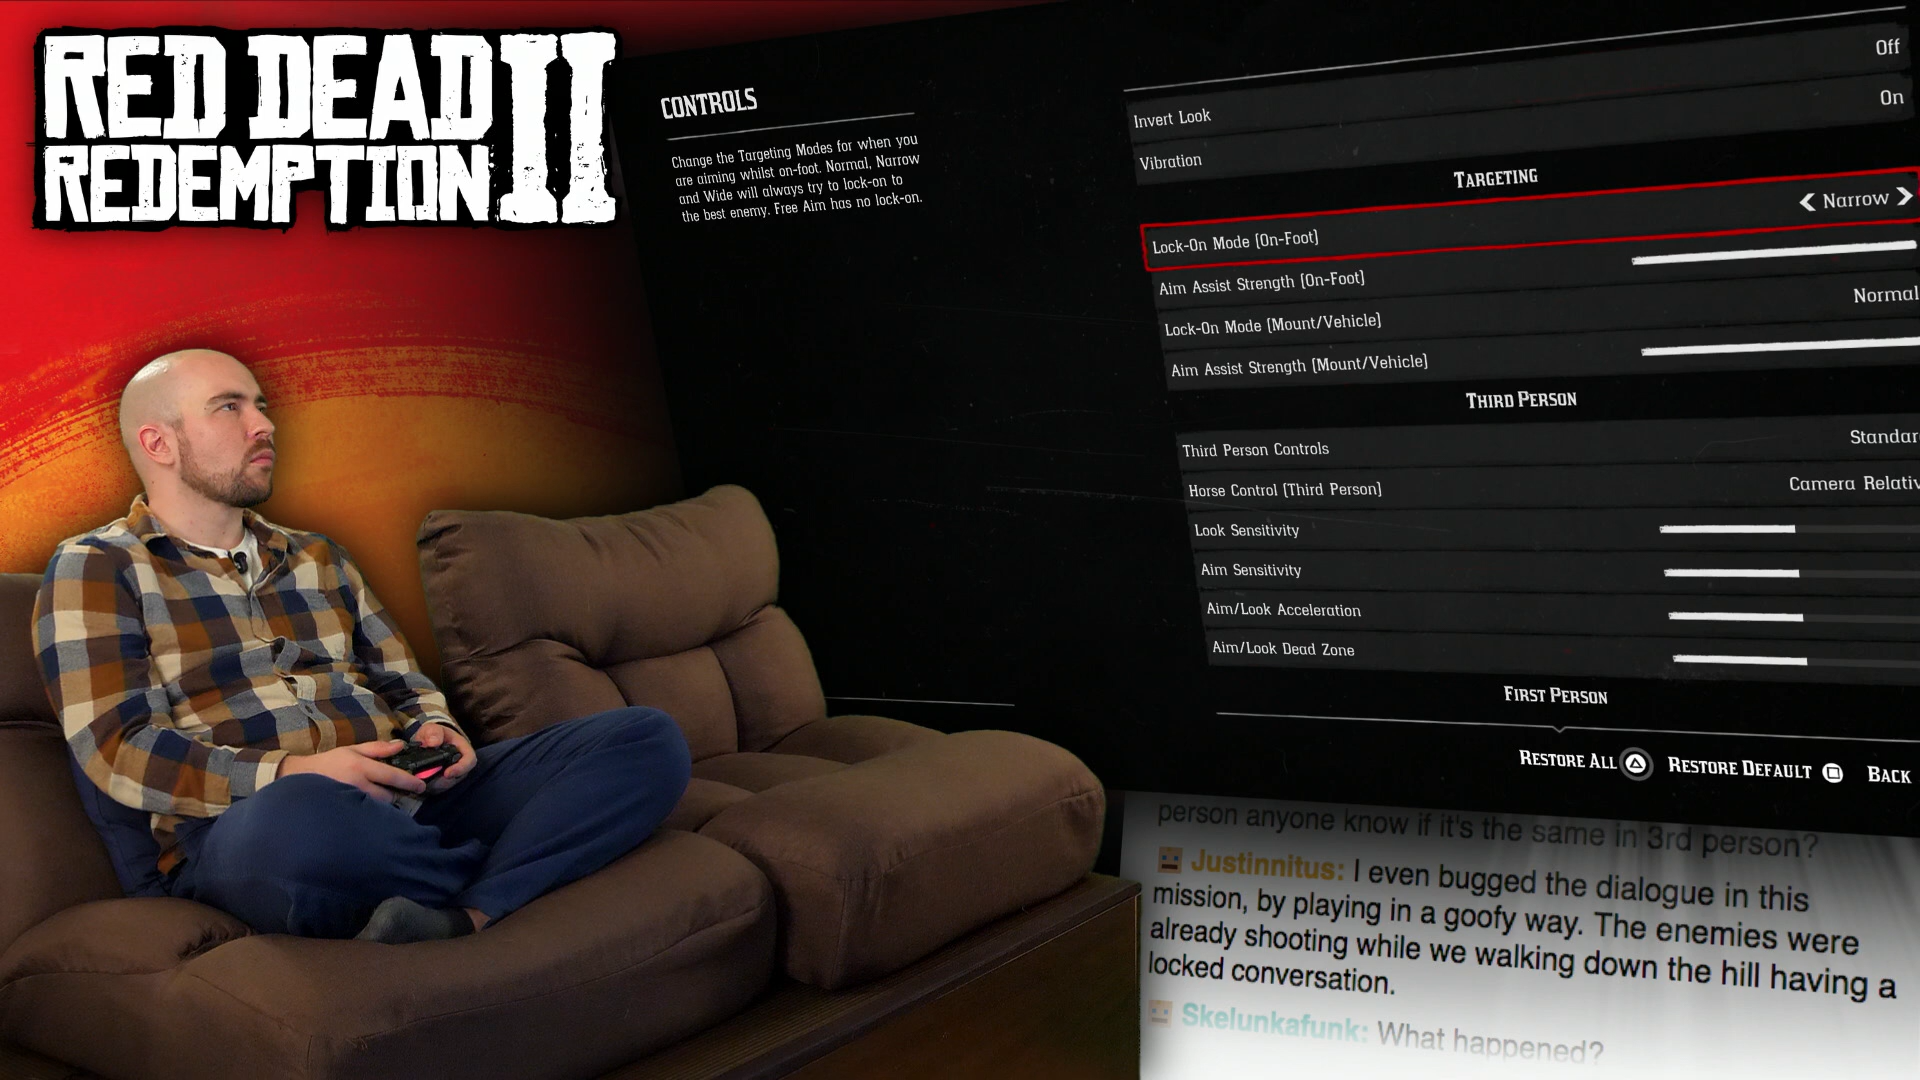 RED DEAD
REDEMPTION II
CONTROLS
Change the Targeting Modes for when you
are aiming whilst on-foot. Normal, Narrow
and Wide will always try to lock-on to
the best enemy. Free Aim has no lock-on.
Invert Look Off
Vibration On
TARGETING
Lock-On Mode (On-Foot) Narrow
Aim Assist Strength (On-Foot)
Lock-On Mode (Mount/Vehicle) Normal
Aim Assist Strength (Mount/Vehicle)
THIRD PERSON
Third Person Controls Standar
Horse Control (Third Person) Camera Relativ
Look Sensitivity
Aim Sensitivity
Aim/Look Acceleration
Aim/Look Dead Zone
FIRST PERSON
RESTORE ALL RESTORE DEFAULT BACK
person anyone know if it's the same in 3rd person?
Justinnitus: I even bugged the dialogue in this
mission, by playing in a goofy way. The enemies were
already shooting while we walking down the hill having a
locked conversation.
Skelunkafunk: What happened?